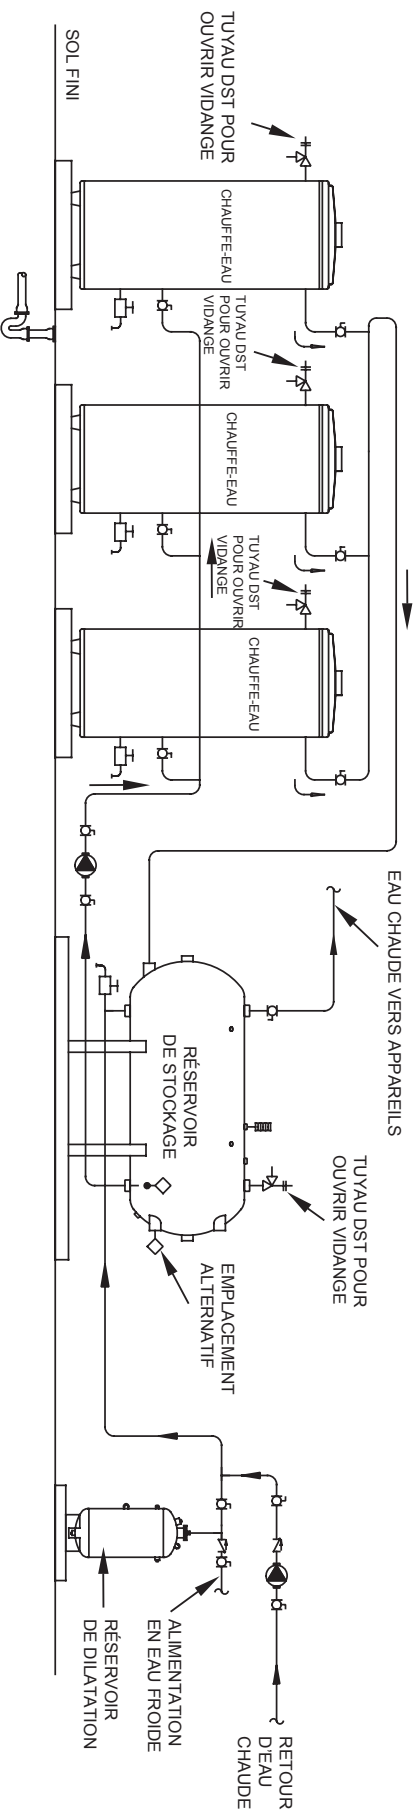 TUYAU DST POUR
OUVRIR VIDANGE
SOL FINI
CHAUFFE-EAU
TUYAU DST
POUR OUVRIR
VIDANGE
CHAUFFE-EAU
TUYAU DST
POUR OUVRIR
VIDANGE
CHAUFFE-EAU
EAU CHAUDE VERS APPAREILS
RÉSERVOIR
DE STOCKAGE
TUYAU DST POUR
OUVRIR VIDANGE
EMPLACEMENT
ALTERNATIF
RÉSERVOIR
DE DILATATION
ALIMENTATION
EN EAU FROIDE
RETOUR
D'EAU
CHAUDE